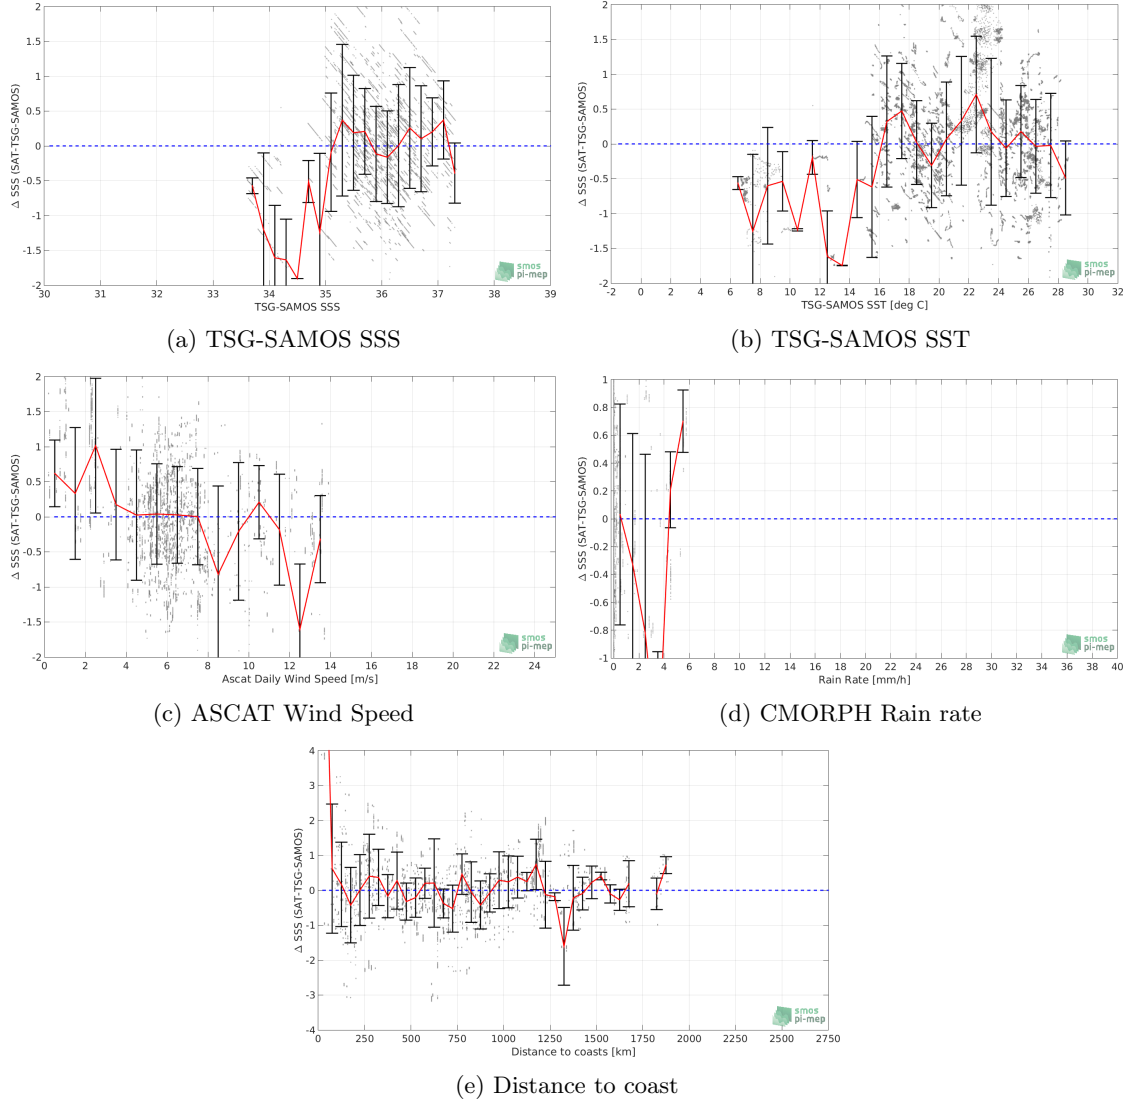 Δ SSS (SAT-TSG-SAMOS)
2
1.5
1
0.5
0
-0.5
-1
-1.5
-2
30 31 32 33 34 35 36 37 38 39
TSG-SAMOS SSS
smos
pi-mep
(a) TSG-SAMOS SSS
Δ SSS (SAT-TSG-SAMOS)
2
1.5
1
0.5
0
-0.5
-1
-1.5
-2
-2 0 2 4 6 8 10 12 14 16 18 20 22 24 26 28 30 32
TSG-SAMOS SST [deg C]
smos
pi-mep
(b) TSG-SAMOS SST
Δ SSS (SAT-TSG-SAMOS)
2
1.5
1
0.5
0
-0.5
-1
-1.5
-2
0 2 4 6 8 10 12 14 16 18 20 22 24
Ascat Daily Wind Speed [m/s]
smos
pi-mep
(c) ASCAT Wind Speed
Δ SSS (SAT-TSG-SAMOS)
1
0.8
0.6
0.4
0.2
0
-0.2
-0.4
-0.6
-0.8
-1
0 2 4 6 8 10 12 14 16 18 20 22 24 26 28 30 32 34 36 38 40
Rain Rate [mm/h]
smos
pi-mep
(d) CMORPH Rain rate
Δ SSS (SAT-TSG-SAMOS)
4
3
2
1
0
-1
-2
-3
-4
0 250 500 750 1000 1250 1500 1750 2000 2250 2500 2750
Distance to coasts [km]
smos
pi-mep
(e) Distance to coast